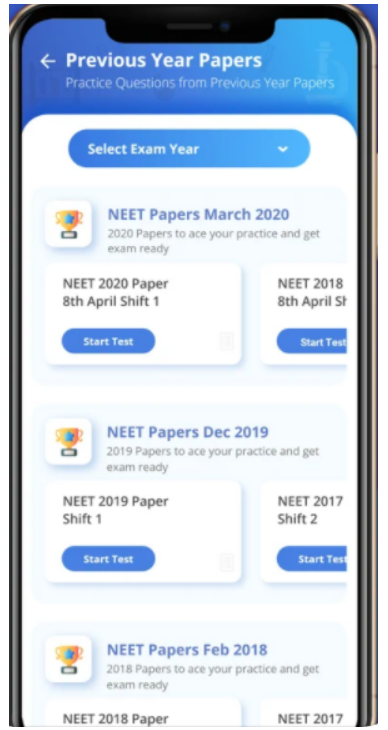 Previous Year Papers
Practice Questions from Previous Year Papers
Select Exam Year
NEET Papers March 2020
2020 Papers to ace your practice and get
exam ready
NEET 2020 Paper
8th April Shift 1
Start Test
NEET 2018
8th April Sh
Start Test
NEET Papers Dec 2019
2019 Papers to ace your practice and get
exam ready
NEET 2019 Paper
Shift 1
Start Test
NEET 2017
Shift 2
Start Test
NEET Papers Feb 2018
2018 Papers to ace your practice and get
exam ready
NEET 2018 Paper
NEET 2017